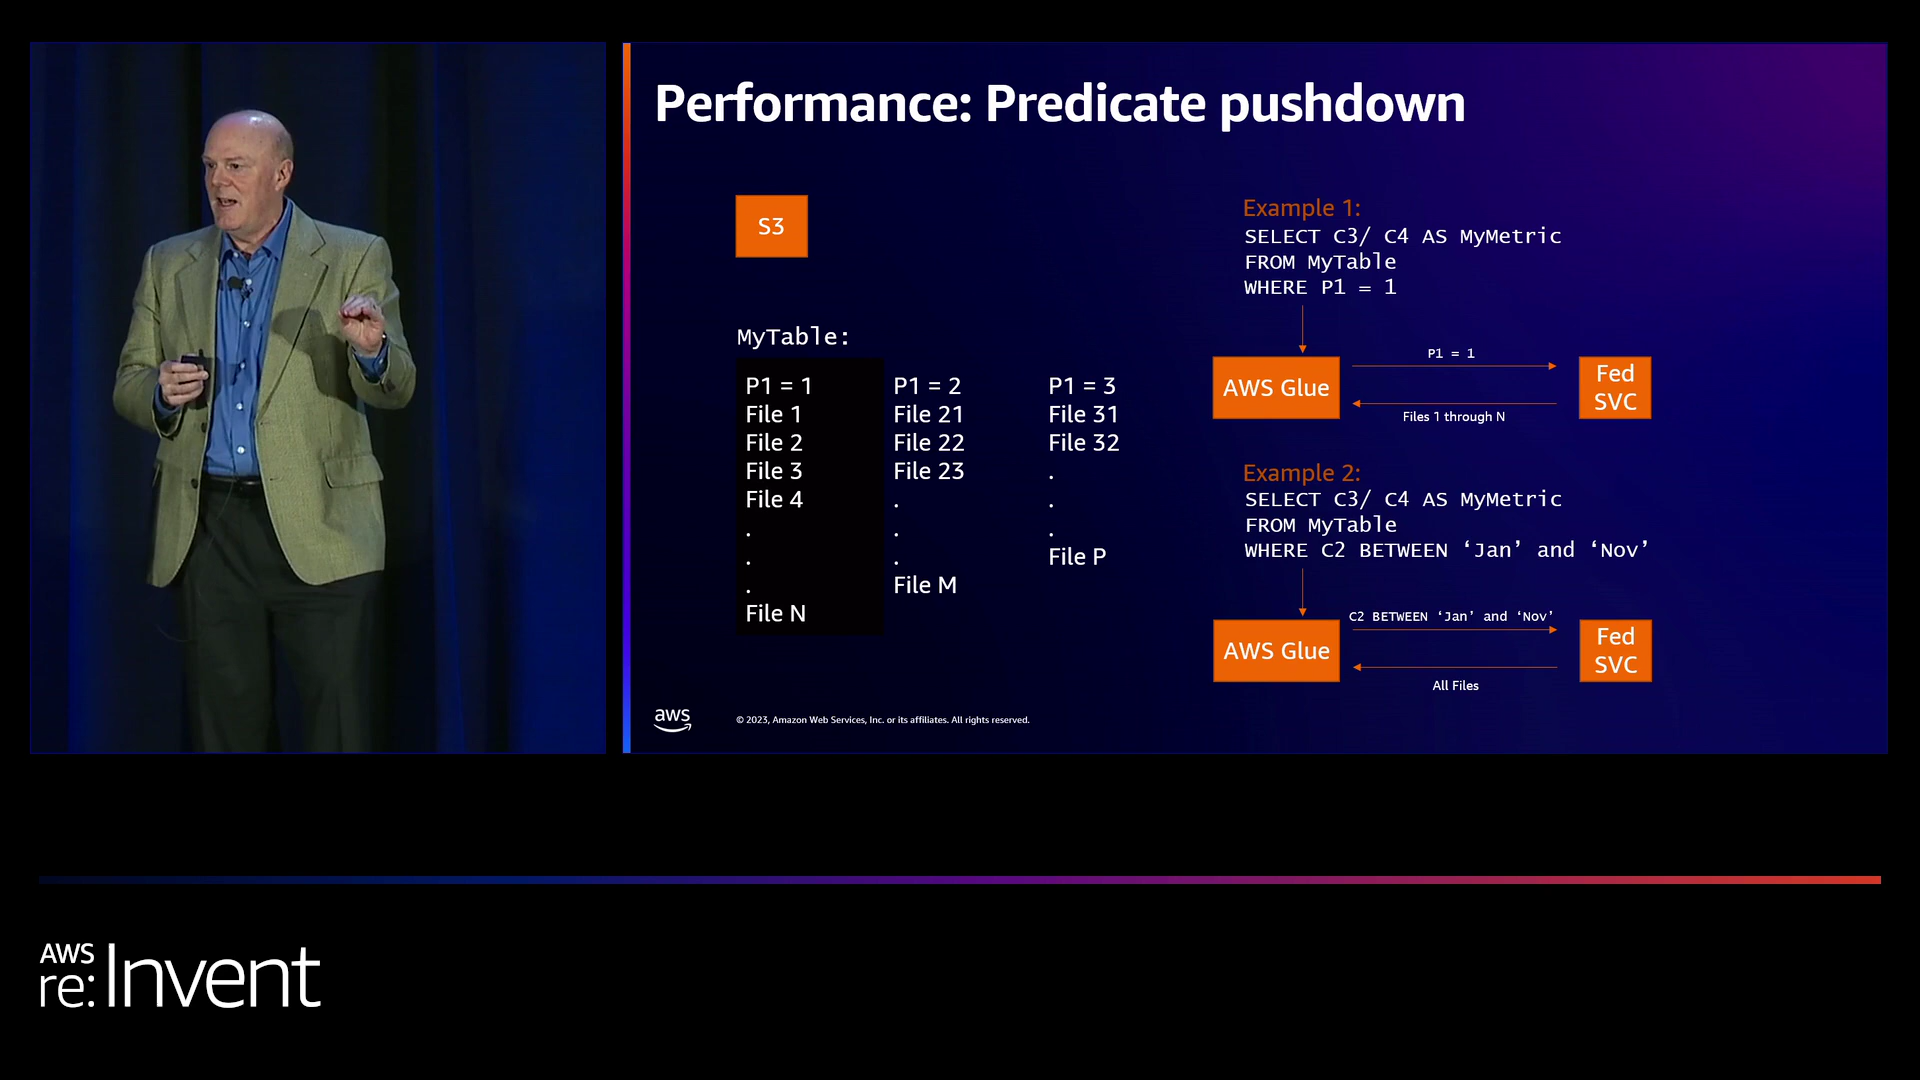 Performance: Predicate pushdown
S3
MyTable:
P1 = 1
File 1
File 2
File 3
File 4
.
.
.
File N
P1 = 2
File 21
File 22
File 23
.
.
.
File M
P1 = 3
File 31
File 32
.
.
.
File P
Example 1:
SELECT C3/ C4 AS MyMetric
FROM MyTable
WHERE P1 = 1
AWS Glue
P1 = 1
Files 1 through N
Fed
SVC
Example 2:
SELECT C3/ C4 AS MyMetric
FROM MyTable
WHERE C2 BETWEEN ‘Jan’ and ‘Nov’
AWS Glue
C2 BETWEEN ‘Jan’ and ‘Nov’
All Files
Fed
SVC
aws
© 2023, Amazon Web Services, Inc. or its affiliates. All rights reserved.
AWS
re:Invent